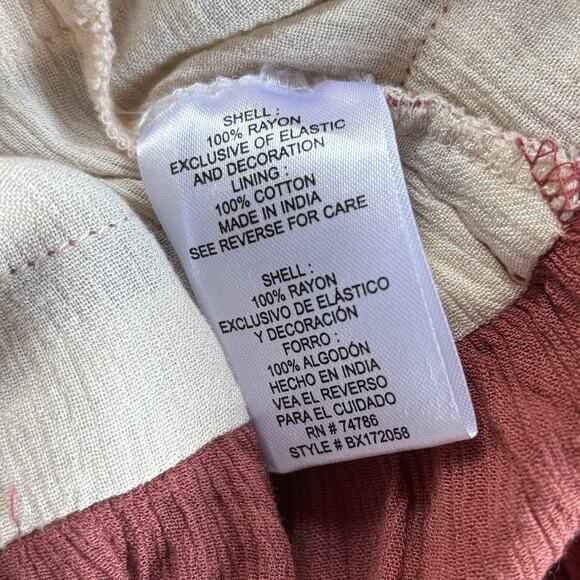 SHELL :
100% RAYON
EXCLUSIVE OF ELASTIC
AND DECORATION
LINING :
100% COTTON
MADE IN INDIA
SEE REVERSE FOR CARE
SHELL :
100% RAYON
EXCLUSIVO DE ELÁSTICO
Y DECORACIÓN
FORRO :
100% ALGODÓN
HECHO EN INDIA
VEA EL REVERSO
PARA EL CUIDADO
RN # 74786
STYLE # BX172058